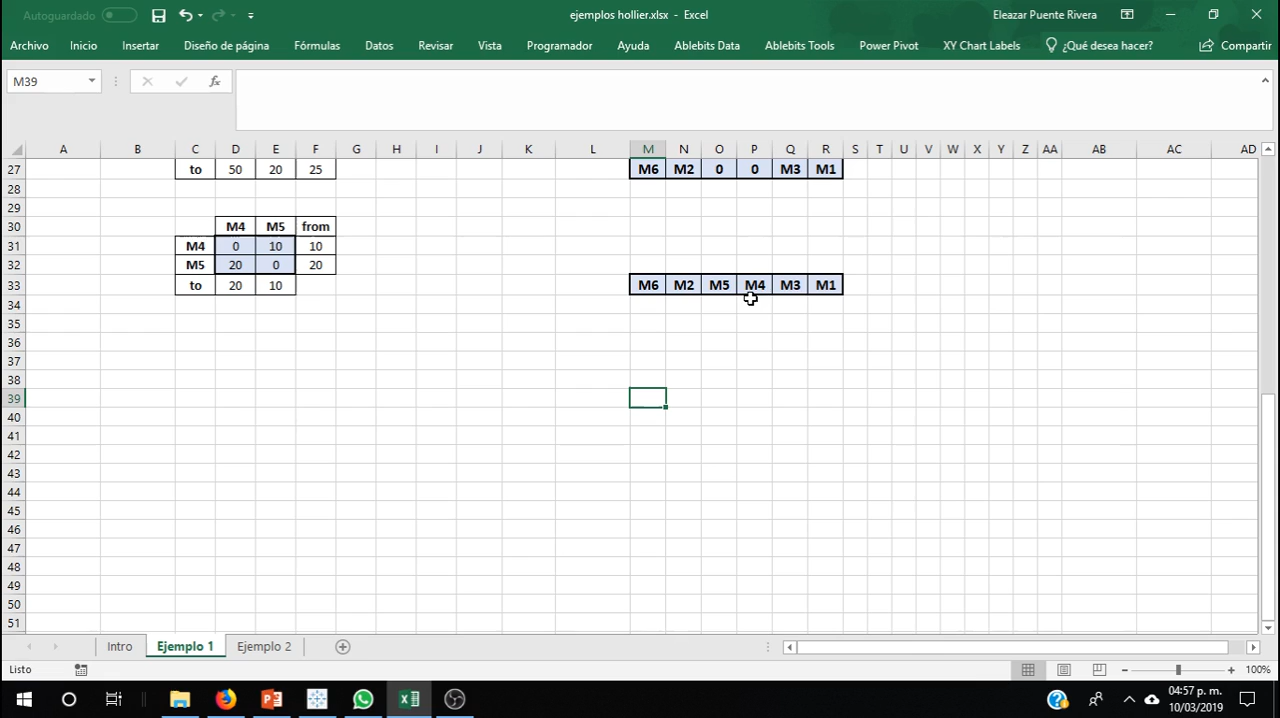 Autoguardado
ejemplos hollier.xlsx - Excel
Eleazar Puente Rivera
Archivo Inicio Insertar Diseño de página Fórmulas Datos Revisar Vista Programador Ayuda Ablebits Data Ablebits Tools Power Pivot XY Chart Labels ¿Qué desea hacer? Compartir
M39 fx
A B C D E F G H I J K L M N O P Q R S T U V W X Y Z AA AB AC AD
27 to 50 20 25 M6 M2 0 0 M3 M1
28
29
30 M4 M5 from
31 M4 0 10 10
32 M5 20 0 20
33 to 20 10 M6 M2 M5 M4 M3 M1
34
35
36
37
38
39
40
41
42
43
44
45
46
47
48
49
50
51
Intro Ejemplo 1 Ejemplo 2
Listo 100%
04:57 p. m.
10/03/2019